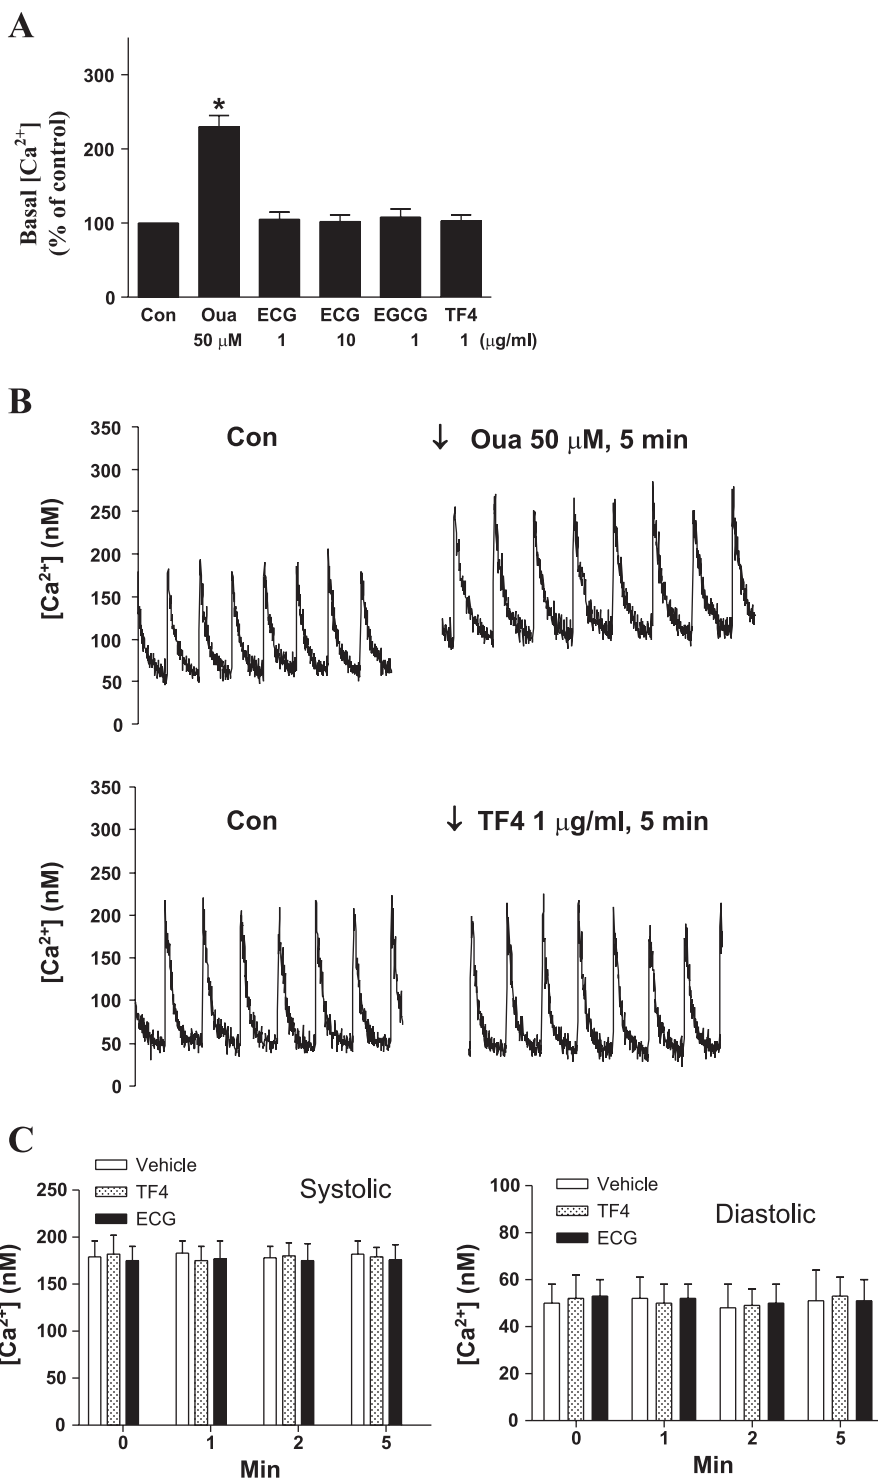 A
Basal [Ca²⁺]
(% of control)
300
200
100
0
Con Oua ECG ECG EGCG TF4
50 μM 1 10 1 1 (μg/ml)
B
Con
↓ Oua 50 μM, 5 min
[Ca²⁺] (nM)
350
300
250
200
150
100
50
0
Con
↓ TF4 1 μg/ml, 5 min
[Ca²⁺] (nM)
350
300
250
200
150
100
50
0
C
Vehicle
TF4
ECG
Systolic
[Ca²⁺] (nM)
250
200
150
100
50
0
0 1 2 5
Min
Vehicle
TF4
ECG
Diastolic
[Ca²⁺] (nM)
100
80
60
40
20
0
0 1 2 5
Min